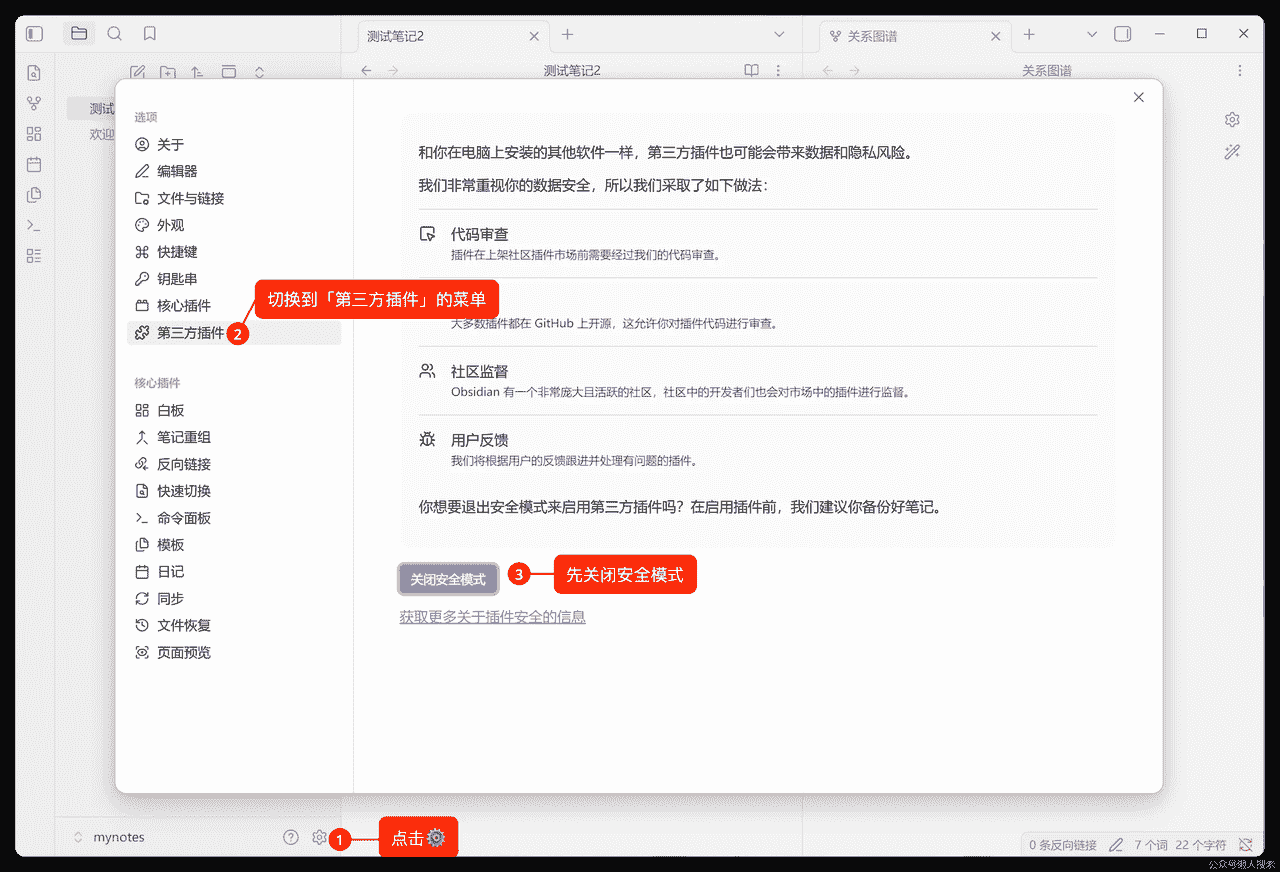 测试笔记2
关系图谱
测试笔记2
关系图谱
测试
欢迎
选项
关于
编辑器
文件与链接
外观
快捷键
钥匙串
核心插件
第三方插件
2
切换到「第三方插件」的菜单
核心插件
白板
笔记重组
反向链接
快速切换
命令面板
模板
日记
同步
文件恢复
页面预览
和你在电脑上安装的其他软件一样，第三方插件也可能会带来数据和隐私风险。
我们非常重视你的数据安全，所以我们采取了如下做法：
代码审查
插件在上架社区插件市场前需要经过我们的代码审查。
大多数插件都在 GitHub 上开源，这允许你对插件代码进行审查。
社区监督
Obsidian 有一个非常庞大且活跃的社区，社区中的开发者们也会对市场中的插件进行监督。
用户反馈
我们将根据用户的反馈跟进并处理有问题的插件。
你想要退出安全模式来启用第三方插件吗？在启用插件前，我们建议你备份好笔记。
关闭安全模式
3
先关闭安全模式
获取更多关于插件安全的信息
mynotes
1
点击
0 条反向链接
7 个词
22 个字符
公众号懒人搜索